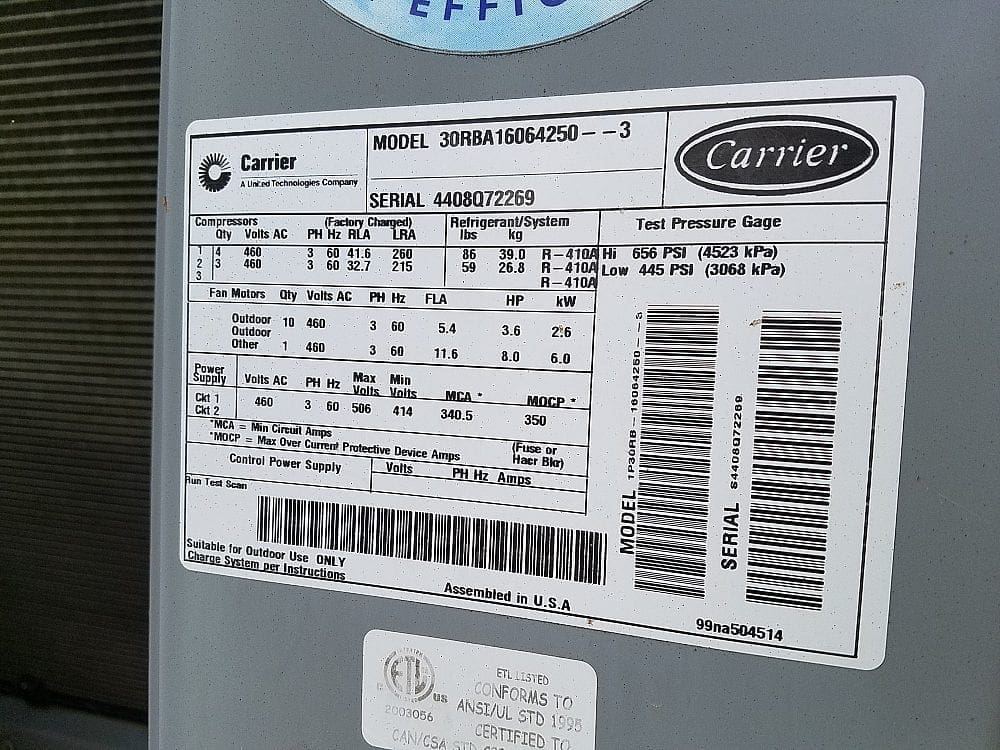 EFFIC
Carrier
A United Technologies Company
MODEL 30RBA16064250--3
SERIAL 4408Q72269
Carrier
Compressors (Factory Charged) Refrigerant/System
Qty Volts AC PH Hz RLA LRA lbs kg
1 4 460 3 60 41.6 260 86 39.0 R-410A
2 3 460 3 60 32.7 215 59 26.8 R-410A
3 R-410A
Test Pressure Gage
Hi 656 PSI (4523 kPa)
Low 445 PSI (3068 kPa)
Fan Motors Qty Volts AC PH Hz FLA HP kW
Outdoor 10 460 3 60 5.4 3.6 2.6
Outdoor
Other 1 460 3 60 11.6 8.0 6.0
Power Supply Volts AC PH Hz Max Volts Min Volts MCA * MOCP *
Ckt 1 460 3 60 506 414 340.5 350
Ckt 2
*MCA = Min Circuit Amps
*MOCP = Max Over Current Protective Device Amps (Fuse or Hacr Bkr)
Control Power Supply Volts PH Hz Amps
Run Test Scan
Suitable for Outdoor Use ONLY
Charge System per Instructions
Assembled in U.S.A
MODEL 1P30RB-16064250--3
SERIAL S4408Q72269
99na504514
ETL
c us
2003056
ETL LISTED
CONFORMS TO
ANSI/UL STD 1995
CERTIFIED TO
CAN/CSA STD